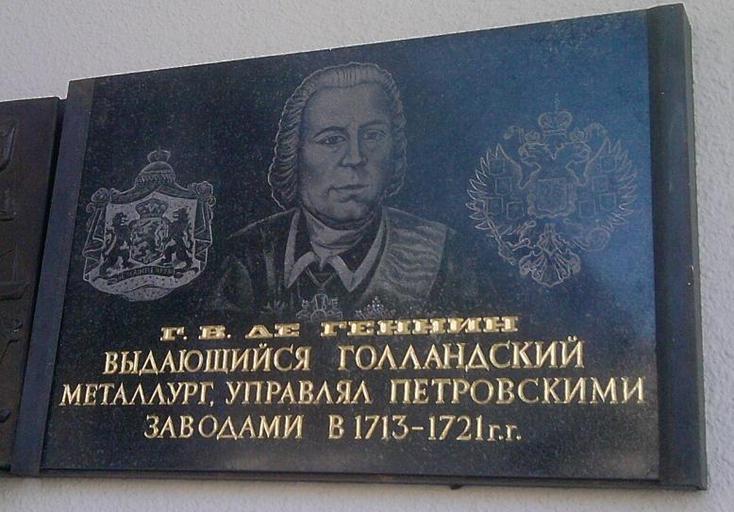 Г. В. ДЕ ГЕННИН
ВЫДАЮЩИЙСЯ ГОЛЛАНДСКИЙ
МЕТАЛЛУРГ, УПРАВЛЯЛ ПЕТРОВСКИМИ
ЗАВОДАМИ В 1713-1721г.г.